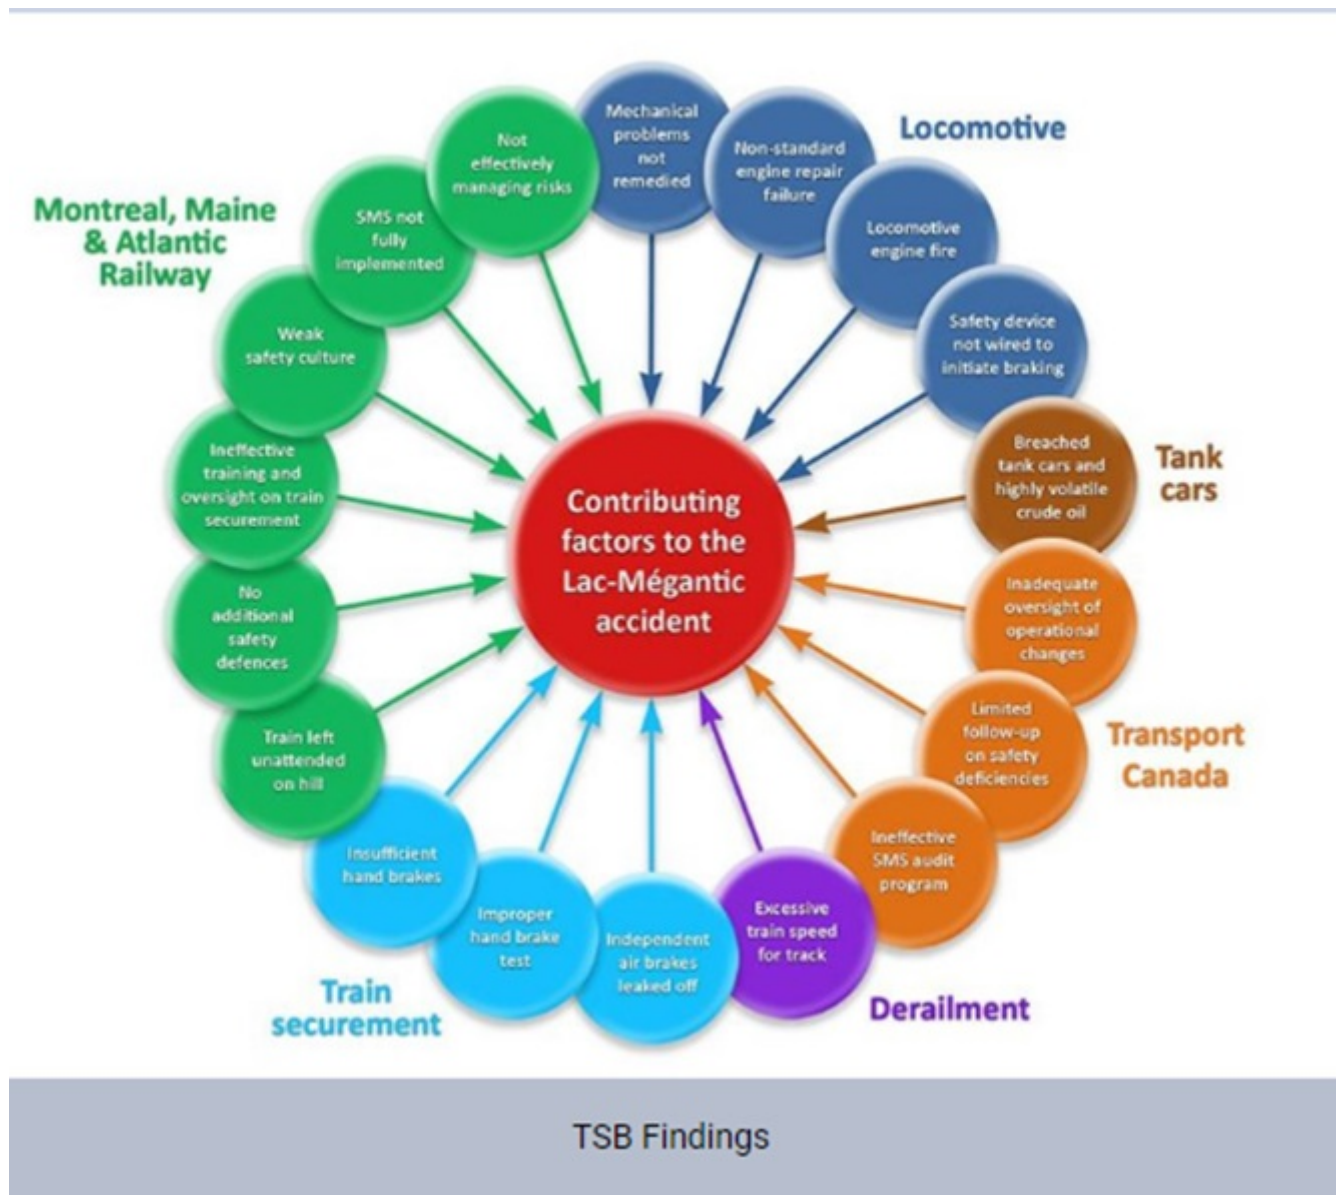 Mechanical
problems
not
remedied
Non-standard
engine repair
failure
Locomotive
Locomotive
engine fire
Safety device
not wired to
initiate braking
Breached
tank cars and
highly volatile
crude oil
Tank
cars
Inadequate
oversight of
operational
changes
Limited
follow-up
on safety
deficiencies
Transport
Canada
Ineffective
SMS audit
program
Excessive
train speed
for track
Derailment
Independent
air brakes
leaked off
Improper
hand brake
test
Insufficient
hand brakes
Train
securement
Train left
unattended
on hill
No
additional
safety
defences
Ineffective
training and
oversight on train
securement
Weak
safety culture
SMS not
fully
implemented
Not
effectively
managing risks
Montreal, Maine
& Atlantic
Railway
Contributing
factors to the
Lac-Mégantic
accident
TSB Findings